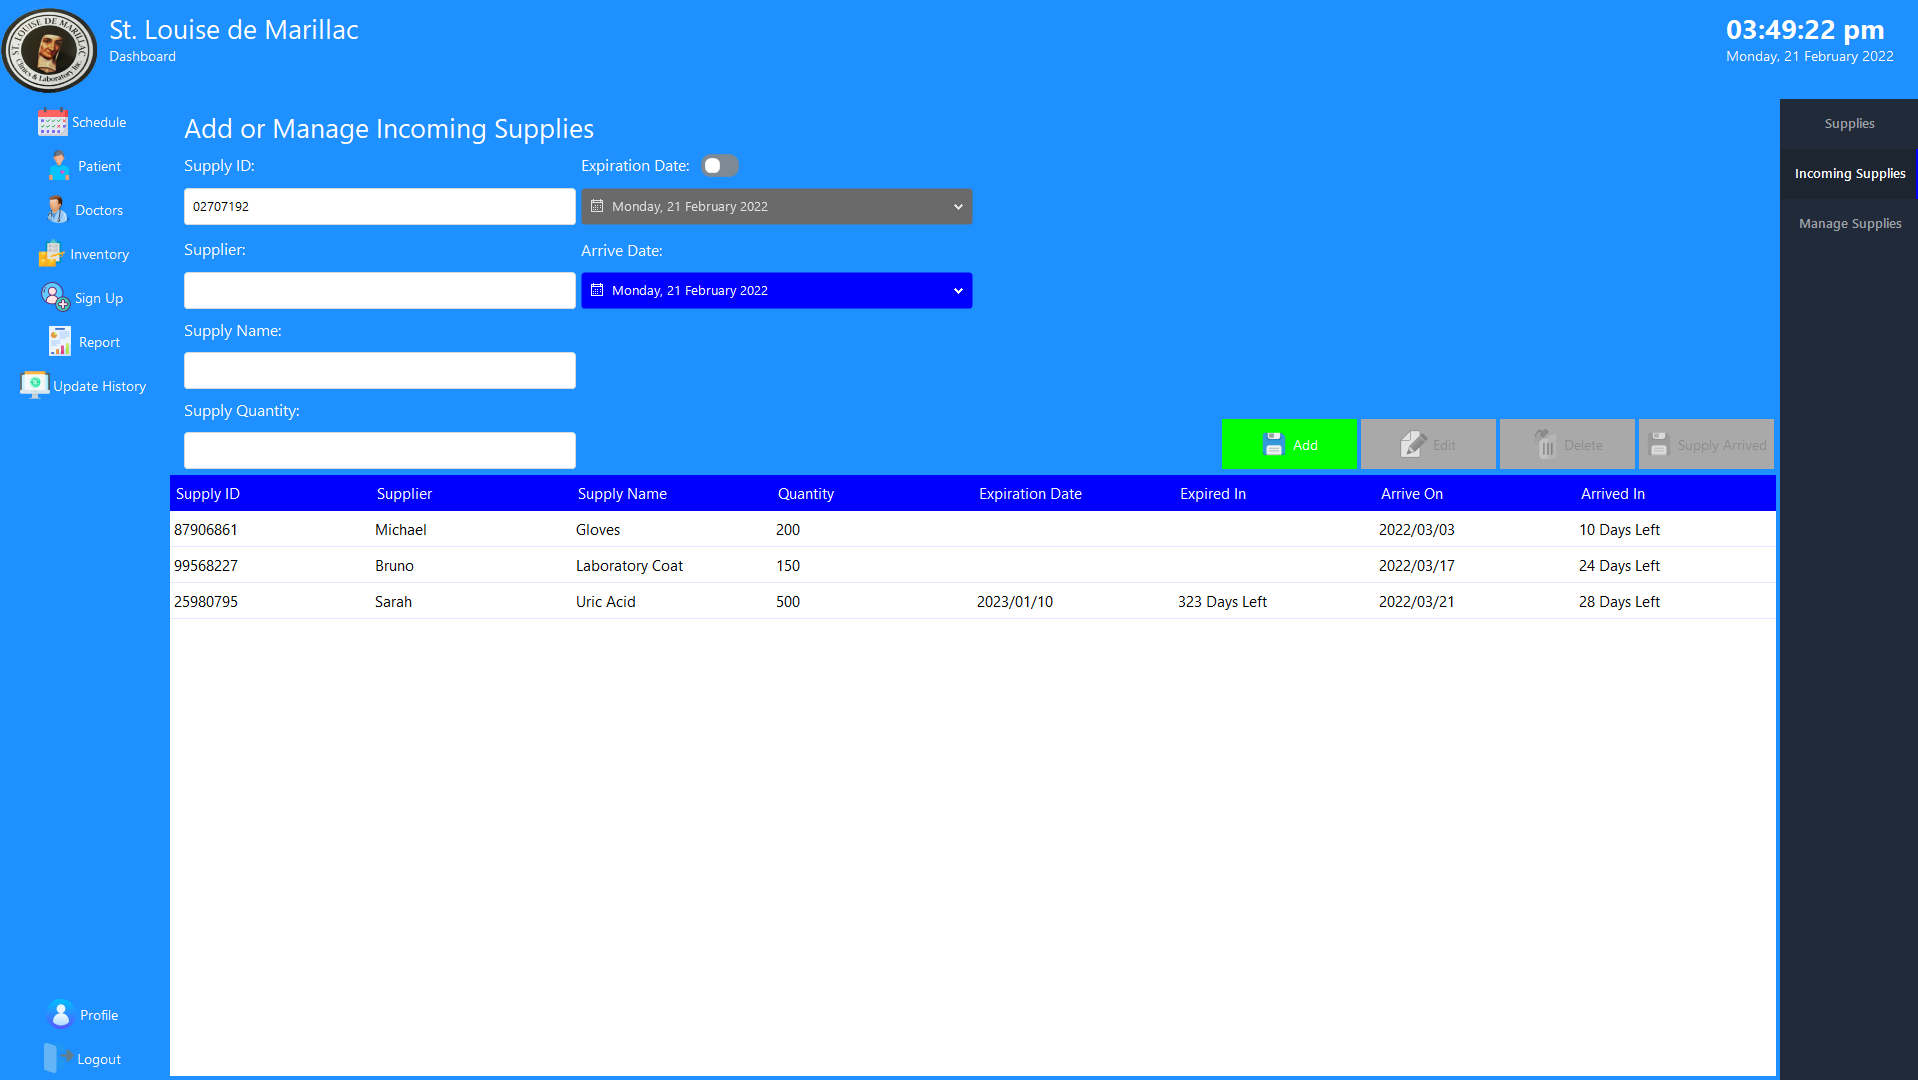 ST. LOUISE DE MARILLAC
Clinics & Laboratory Inc.
St. Louise de Marillac
Dashboard
03:49:22 pm
Monday, 21 February 2022
Schedule
Patient
Doctors
Inventory
Sign Up
Report
Update History
Profile
Logout
Add or Manage Incoming Supplies
Supply ID:
02707192
Expiration Date:
Monday, 21 February 2022
Supplier:
Arrive Date:
Monday, 21 February 2022
Supply Name:
Supply Quantity:
Add
Edit
Delete
Supply Arrived
Supply ID Supplier Supply Name Quantity Expiration Date Expired In Arrive On Arrived In
87906861 Michael Gloves 200 2022/03/03 10 Days Left
99568227 Bruno Laboratory Coat 150 2022/03/17 24 Days Left
25980795 Sarah Uric Acid 500 2023/01/10 323 Days Left 2022/03/21 28 Days Left
Supplies
Incoming Supplies
Manage Supplies